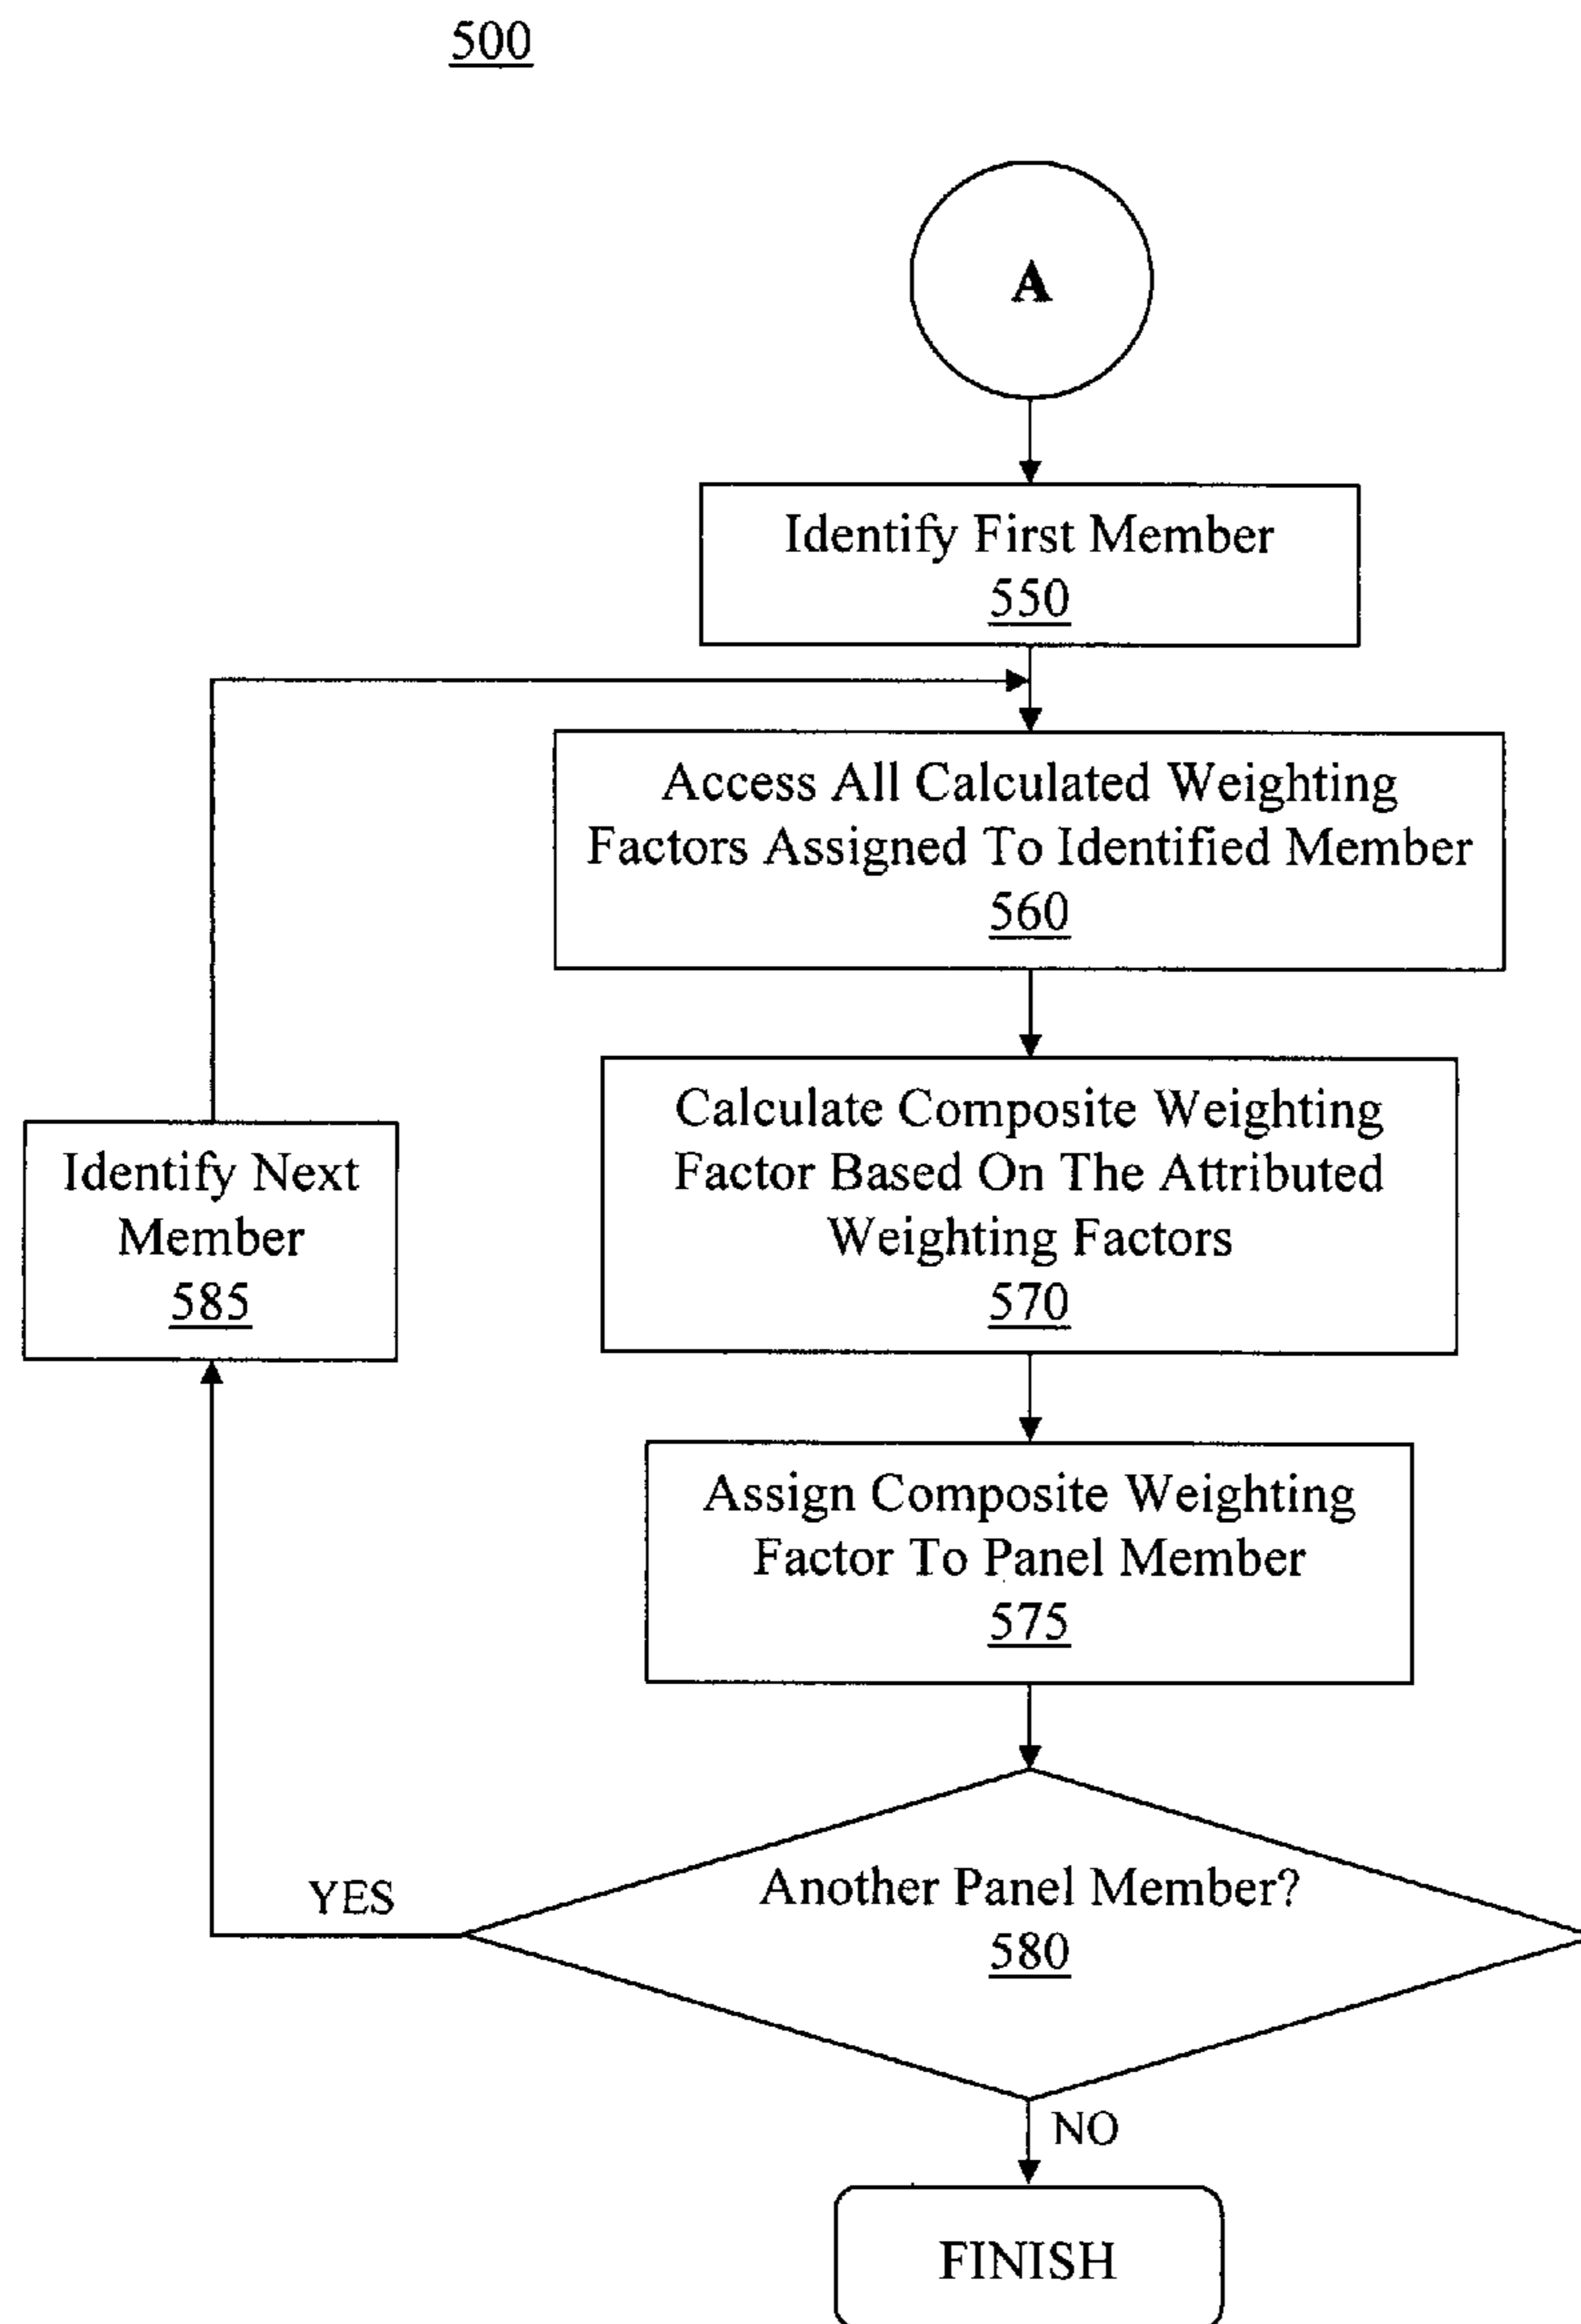 500
A
Identify First Member
550
Access All Calculated Weighting
Factors Assigned To Identified Member
560
Calculate Composite Weighting
Factor Based On The Attributed
Weighting Factors
570
Identify Next
Member
585
Assign Composite Weighting
Factor To Panel Member
575
Another Panel Member?
580
YES
NO
FINISH